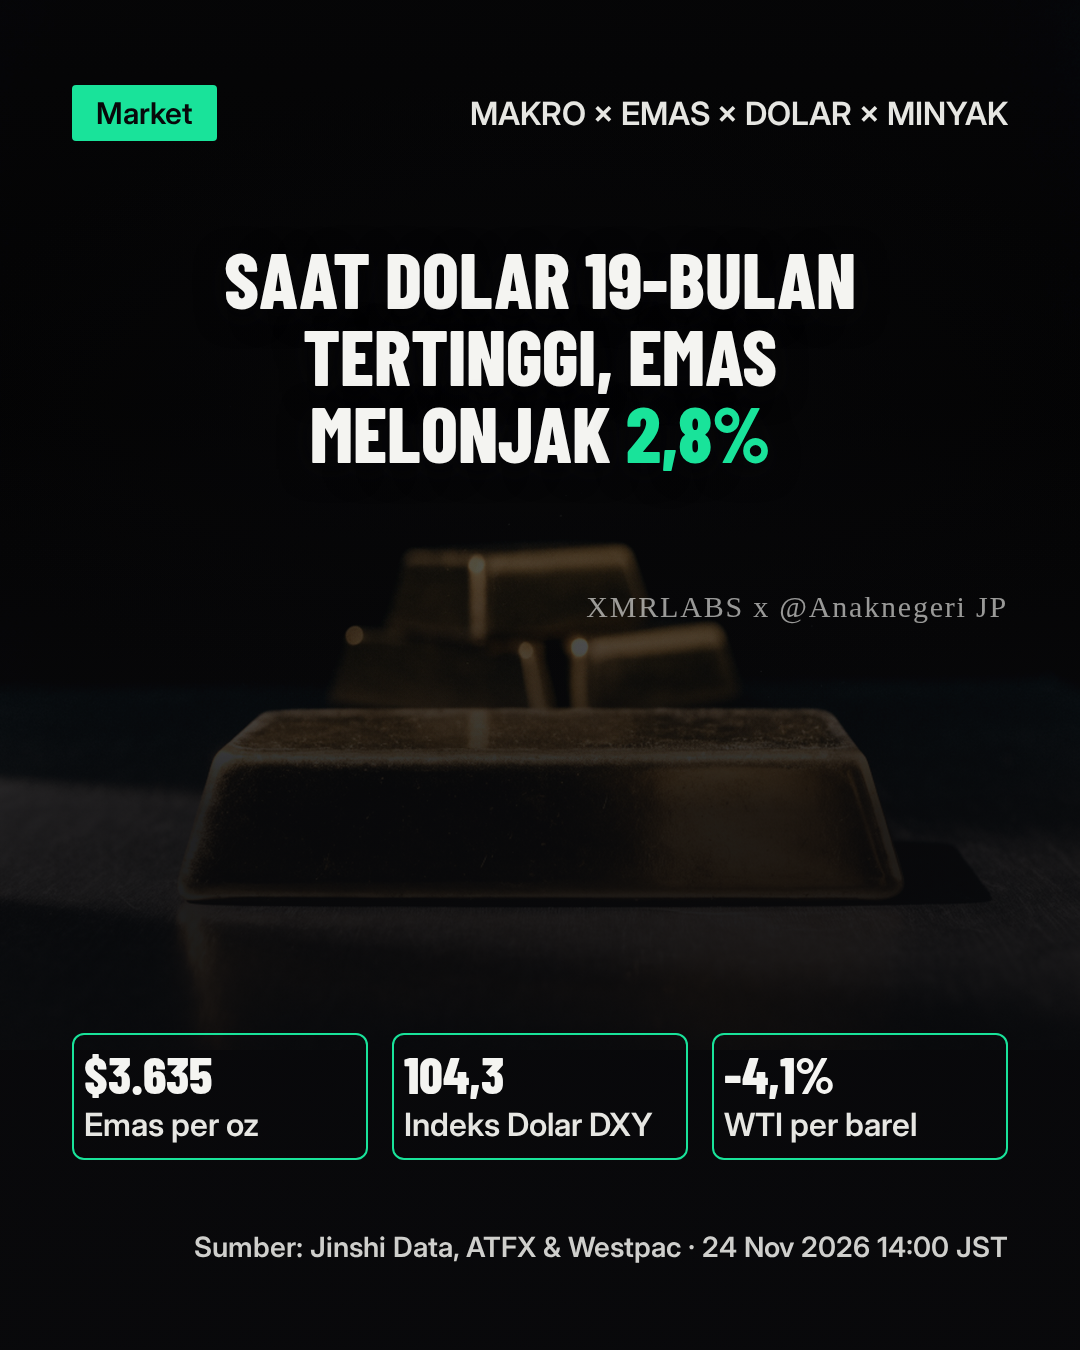 Market
MAKRO × EMAS × DOLAR × MINYAK
SAAT DOLAR 19-BULAN
TERTINGGI, EMAS
MELONJAK 2,8%
XMRLABS x @Anaknegeri JP
$3.635
Emas per oz
104,3
Indeks Dolar DXY
-4,1%
WTI per barel
Sumber: Jinshi Data, ATFX & Westpac · 24 Nov 2026 14:00 JST